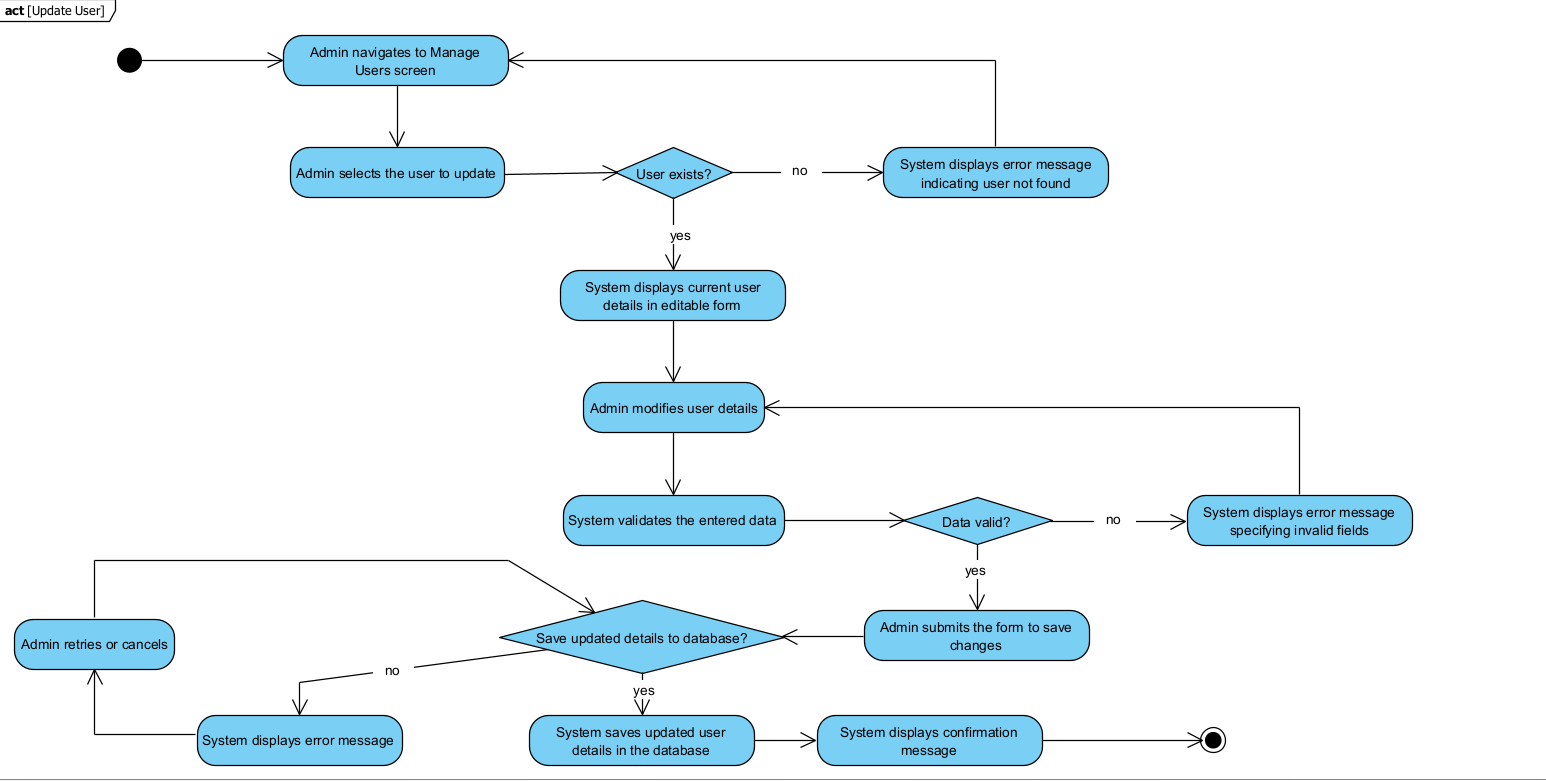 act [Update User]
Admin navigates to Manage
Users screen
Admin selects the user to update
User exists?
no
System displays error message
indicating user not found
yes
System displays current user
details in editable form
Admin modifies user details
System validates the entered data
Data valid?
no
System displays error message
specifying invalid fields
yes
Admin submits the form to save
changes
Save updated details to database?
Admin retries or cancels
no
yes
System displays error message
System saves updated user
details in the database
System displays confirmation
message